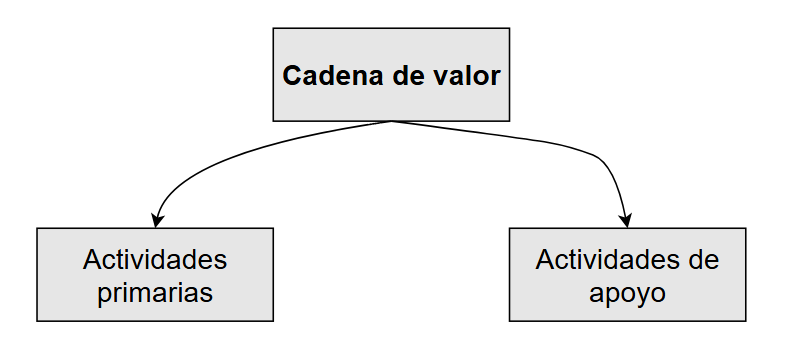 Cadena de valor
Actividades
primarias
Actividades de
apoyo